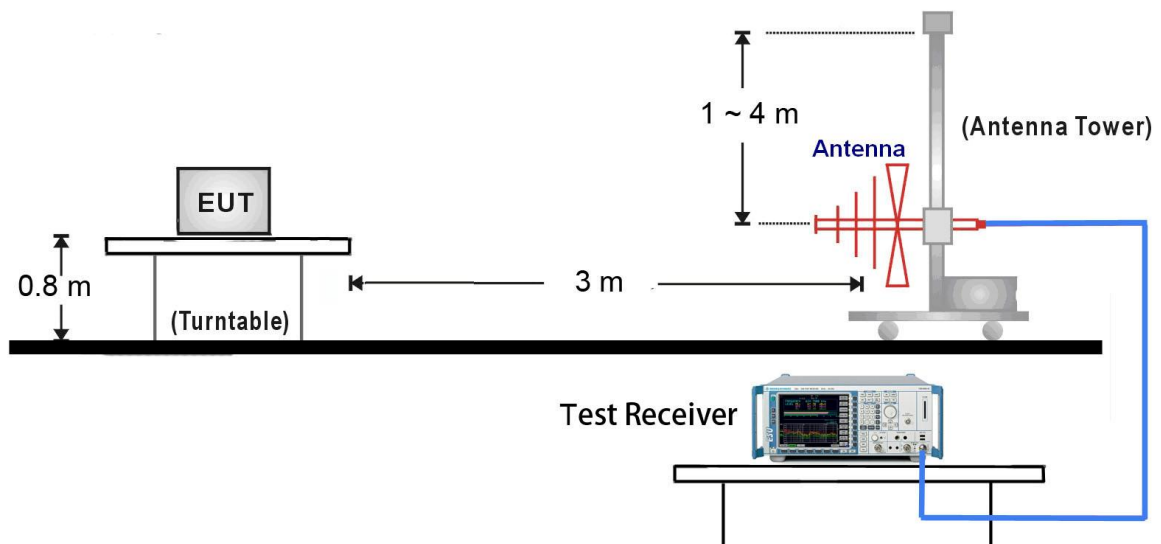 1 ~ 4 m
(Antenna Tower)
Antenna
EUT
0.8 m
3 m
(Turntable)
Test Receiver